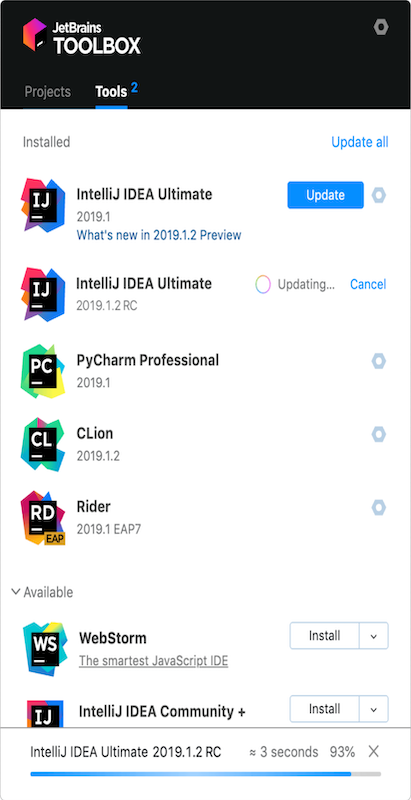 JetBrains
TOOLBOX
Projects Tools 2
Installed Update all
IJ IntelliJ IDEA Ultimate Update
2019.1
What's new in 2019.1.2 Preview
IJ IntelliJ IDEA Ultimate Updating... Cancel
2019.1.2 RC
PC PyCharm Professional
2019.1
CL CLion
2019.1.2
RD Rider
EAP 2019.1 EAP7
Available
WS WebStorm Install
The smartest JavaScript IDE
IJ IntelliJ IDEA Community + Install
IntelliJ IDEA Ultimate 2019.1.2 RC ≈ 3 seconds 93%